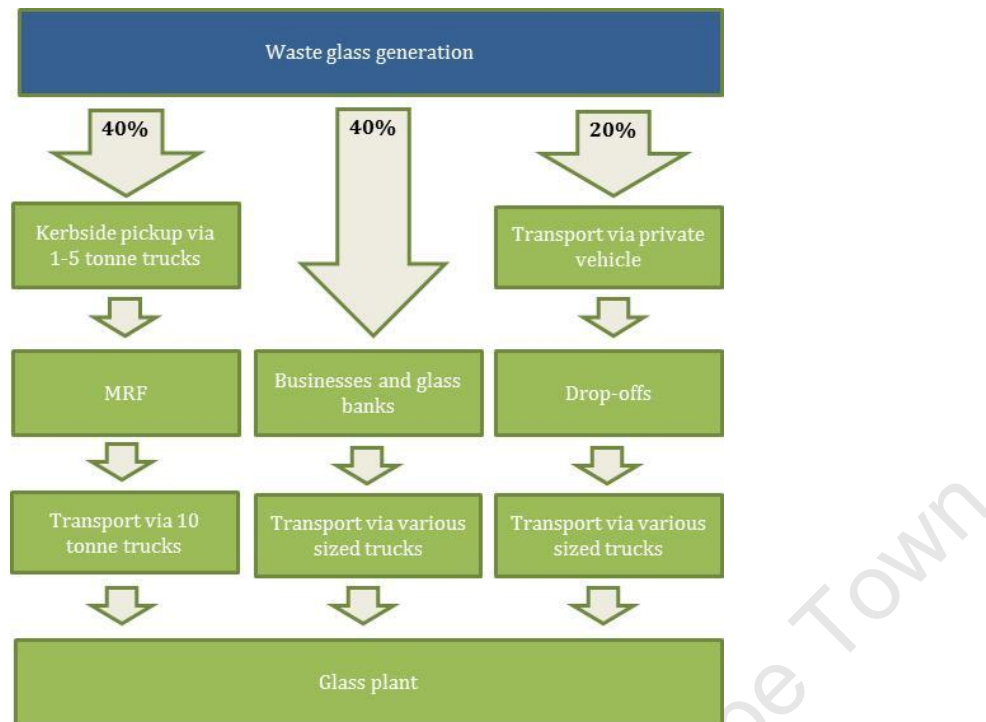 Waste glass generation
40%
40%
20%
Kerbside pickup via
1-5 tonne trucks
Transport via private
vehicle
MRF
Businesses and glass
banks
Drop-offs
Transport via 10
tonne trucks
Transport via various
sized trucks
Transport via various
sized trucks
Glass plant
Town